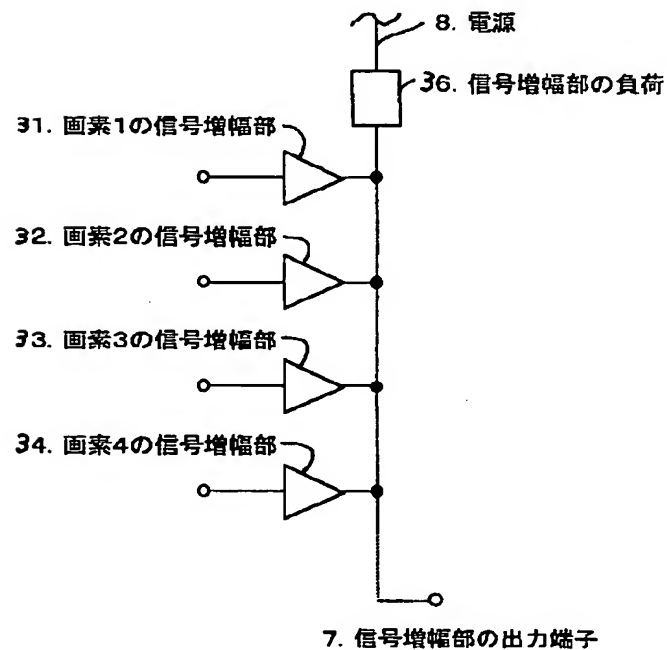 8. 電源
36. 信号増幅部の負荷
31. 画素1の信号増幅部
32. 画素2の信号増幅部
33. 画素3の信号増幅部
34. 画素4の信号増幅部
7. 信号増幅部の出力端子